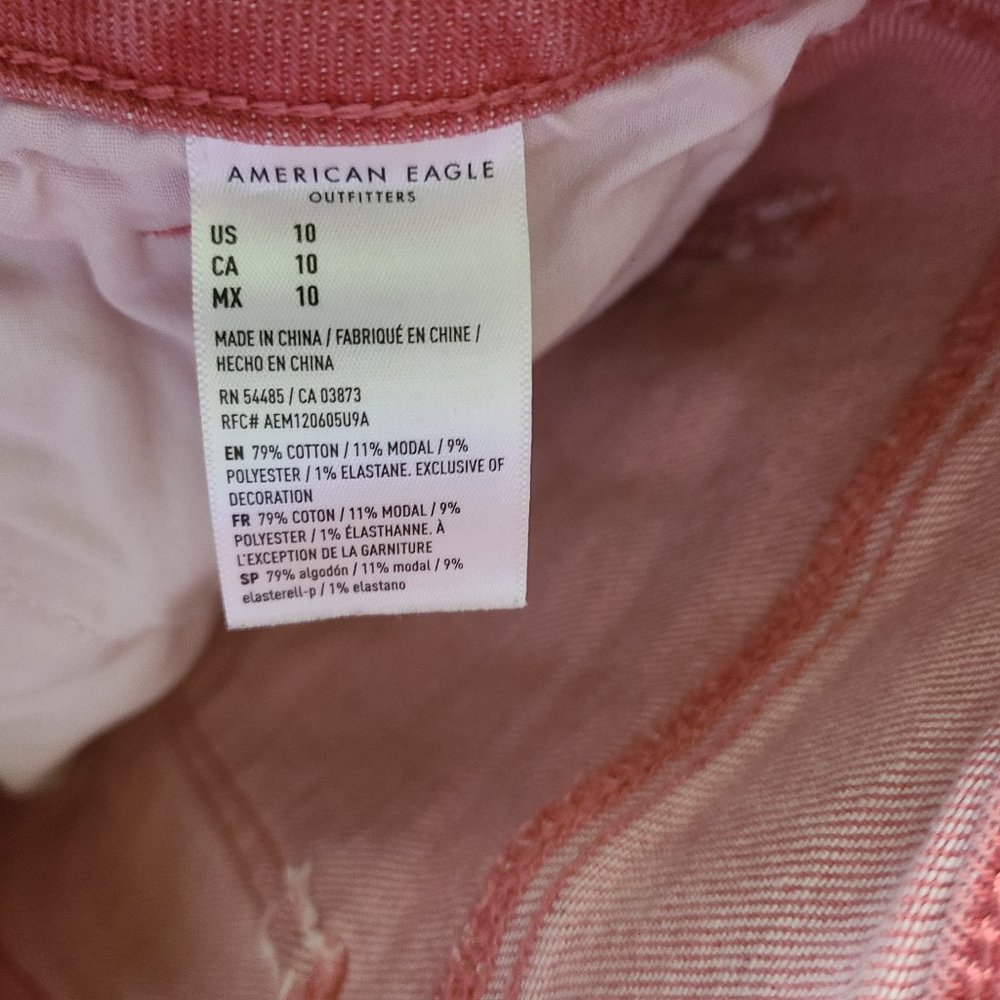 AMERICAN EAGLE
OUTFITTERS
US 10
CA 10
MX 10
MADE IN CHINA / FABRIQUÉ EN CHINE /
HECHO EN CHINA
RN 54485 / CA 03873
RFC# AEM120605U9A
EN 79% COTTON / 11% MODAL / 9%
POLYESTER / 1% ELASTANE. EXCLUSIVE OF
DECORATION
FR 79% COTON / 11% MODAL / 9%
POLYESTER / 1% ÉLASTHANNE. À
L'EXCEPTION DE LA GARNITURE
SP 79% algodón / 11% modal / 9%
elasterell-p / 1% elastano